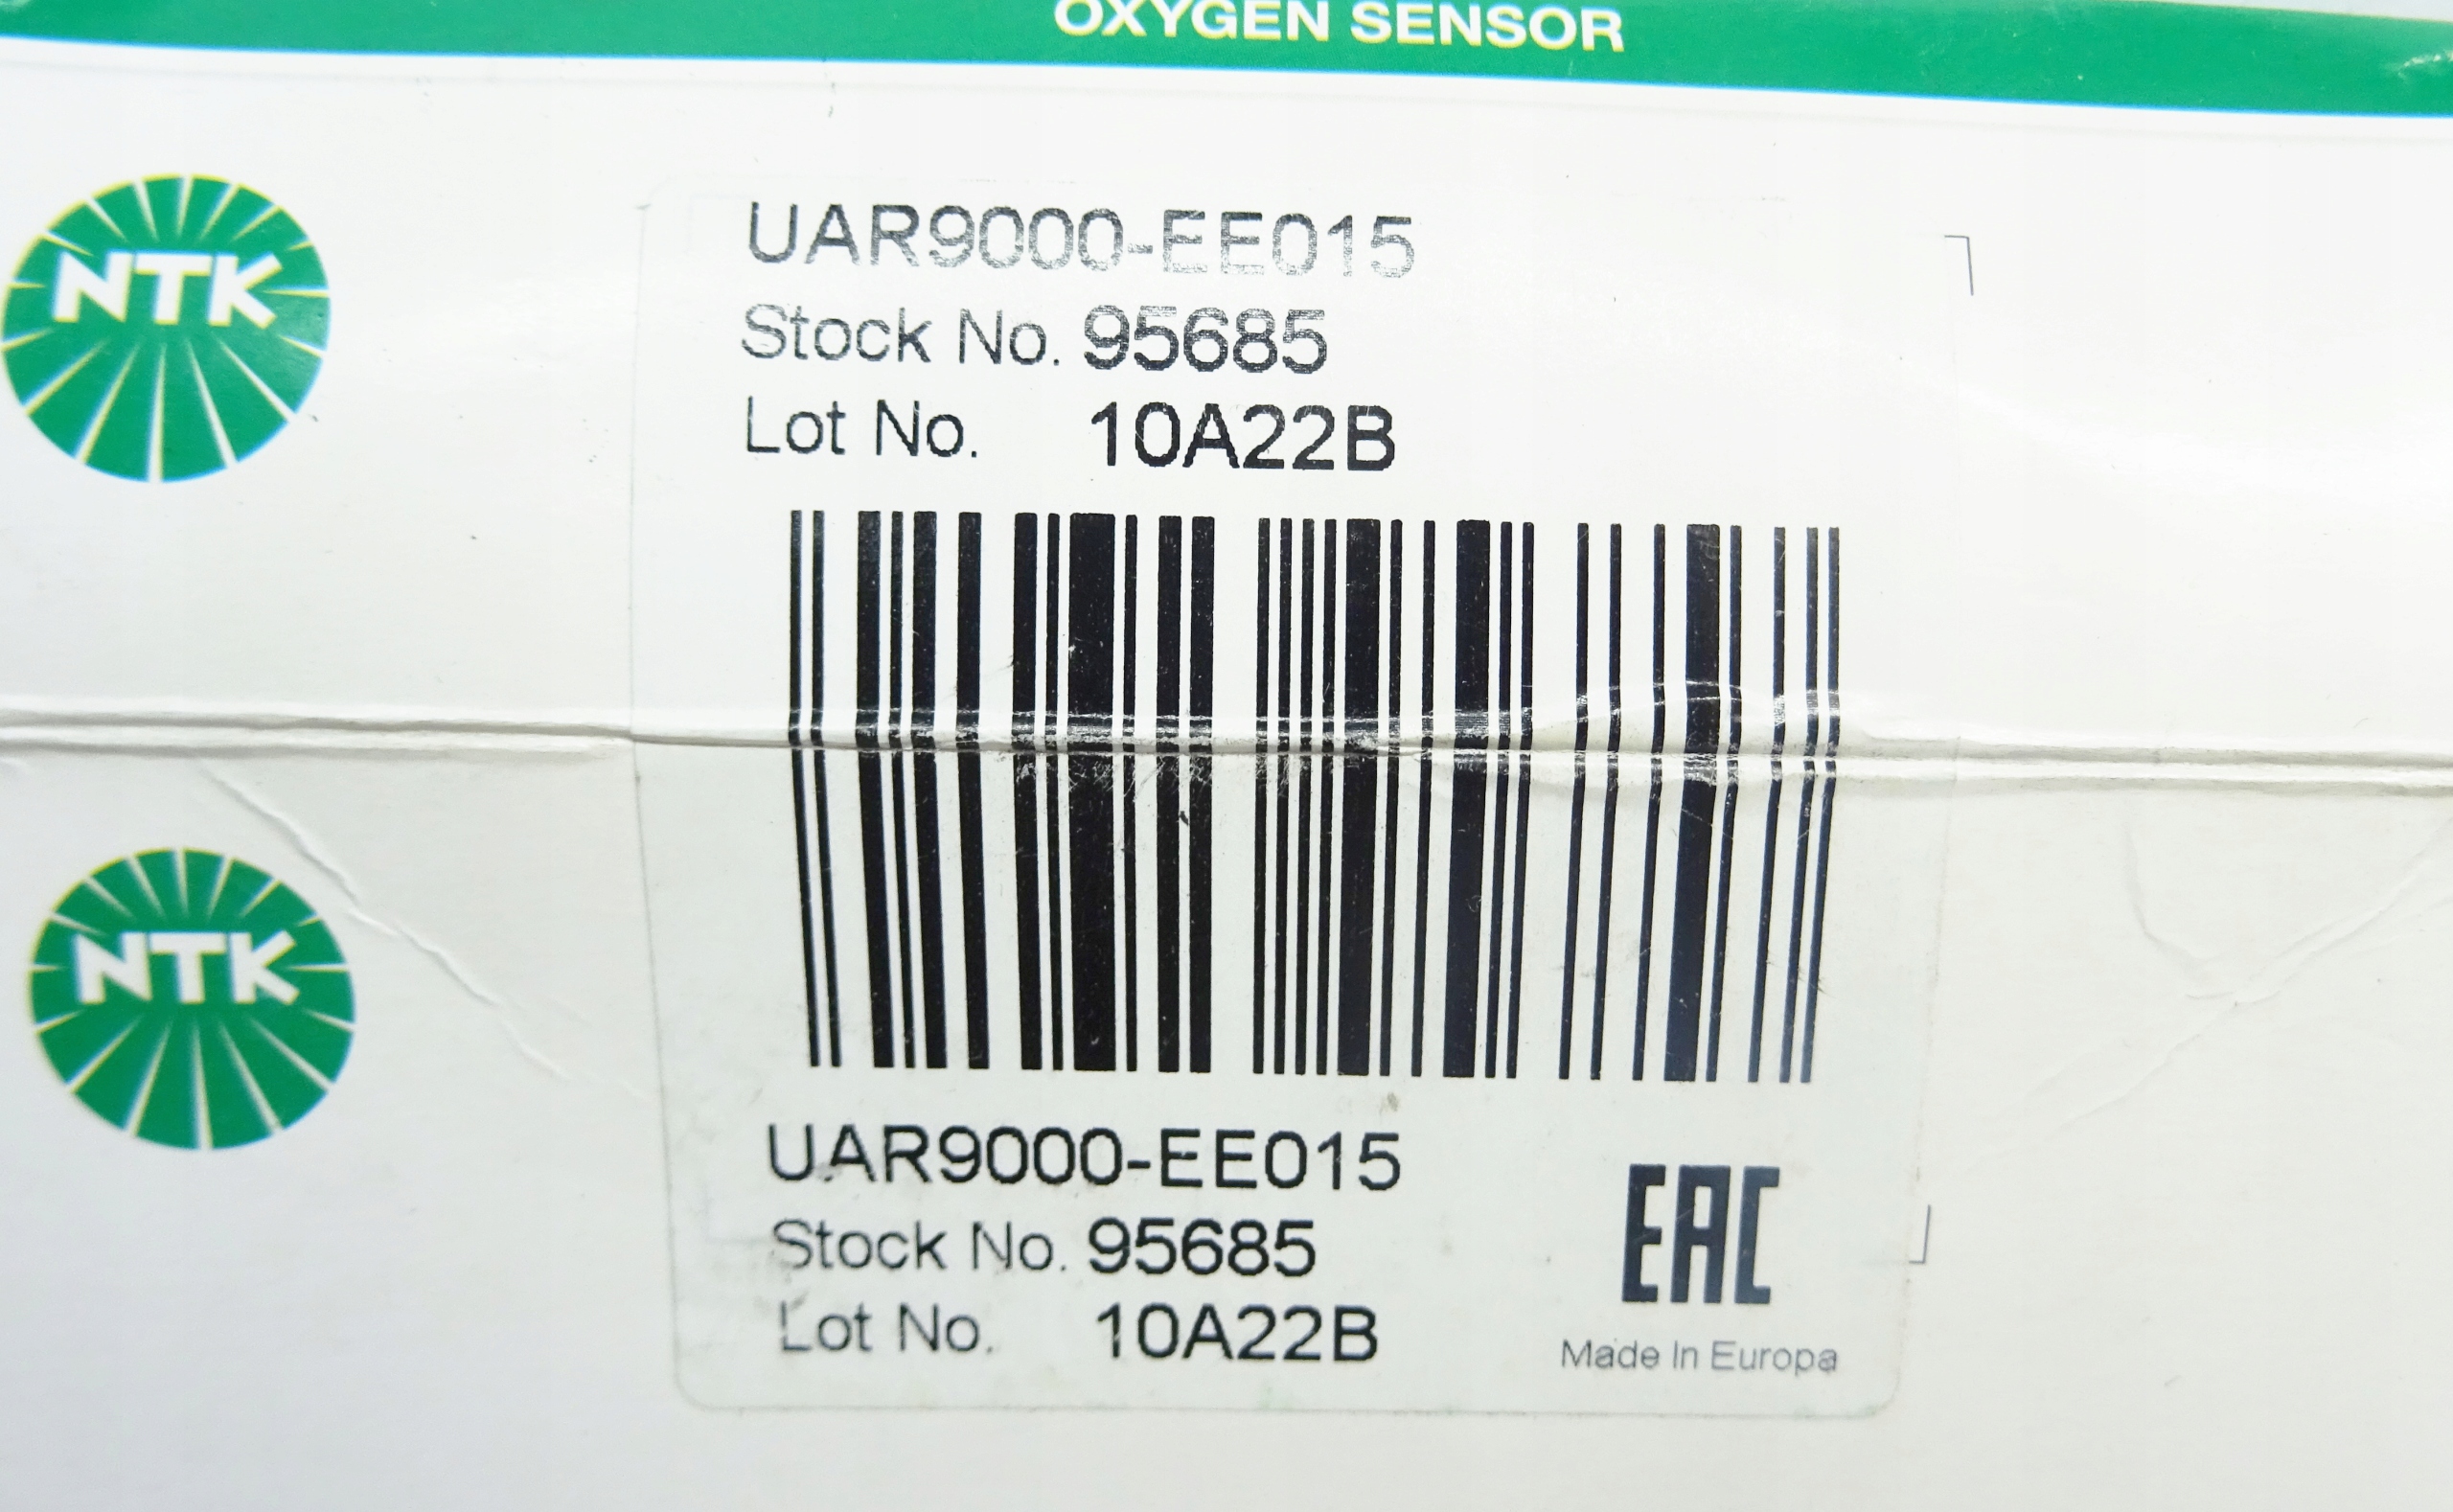 OXYGEN SENSOR
NTK
UAR9000-EE015
Stock No. 95685
Lot No. 10A22B
NTK
UAR9000-EE015
Stock No. 95685
Lot No. 10A22B
EAC
Made In Europa